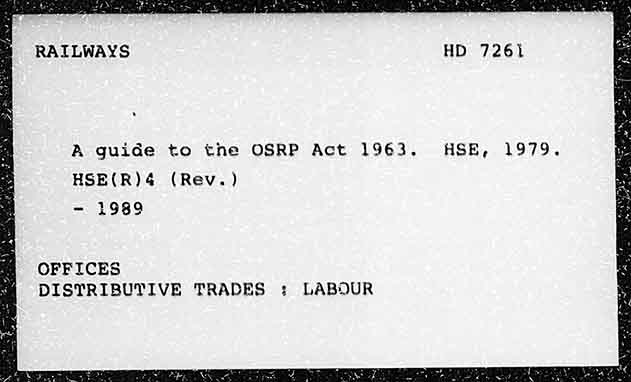 RAILWAYS HD 7261
A guide to the OSRP Act 1963. HSE, 1979.
HSE(R)4 (Rev.)
- 1989
OFFICES
DISTRIBUTIVE TRADES : LABOUR